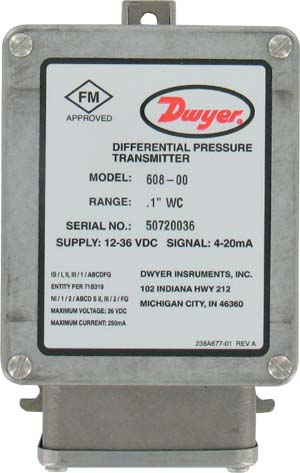 FM
APPROVED
Dwyer
DIFFERENTIAL PRESSURE
TRANSMITTER
MODEL: 608-00
RANGE: .1" WC
SERIAL NO.: 50720036
SUPPLY: 12-36 VDC SIGNAL: 4-20mA
IS / I, II, III / 1 / ABCDFG
ENTITY PER 71B319
NI / 1 / 2 / ABCD S II, III / 2 / FG
MAXIMUM VOLTAGE: 36 VDC
MAXIMUM CURRENT: 250mA
DWYER INSRUMENTS, INC.
102 INDIANA HWY 212
MICHIGAN CITY, IN 46360
238A677-01 REV A